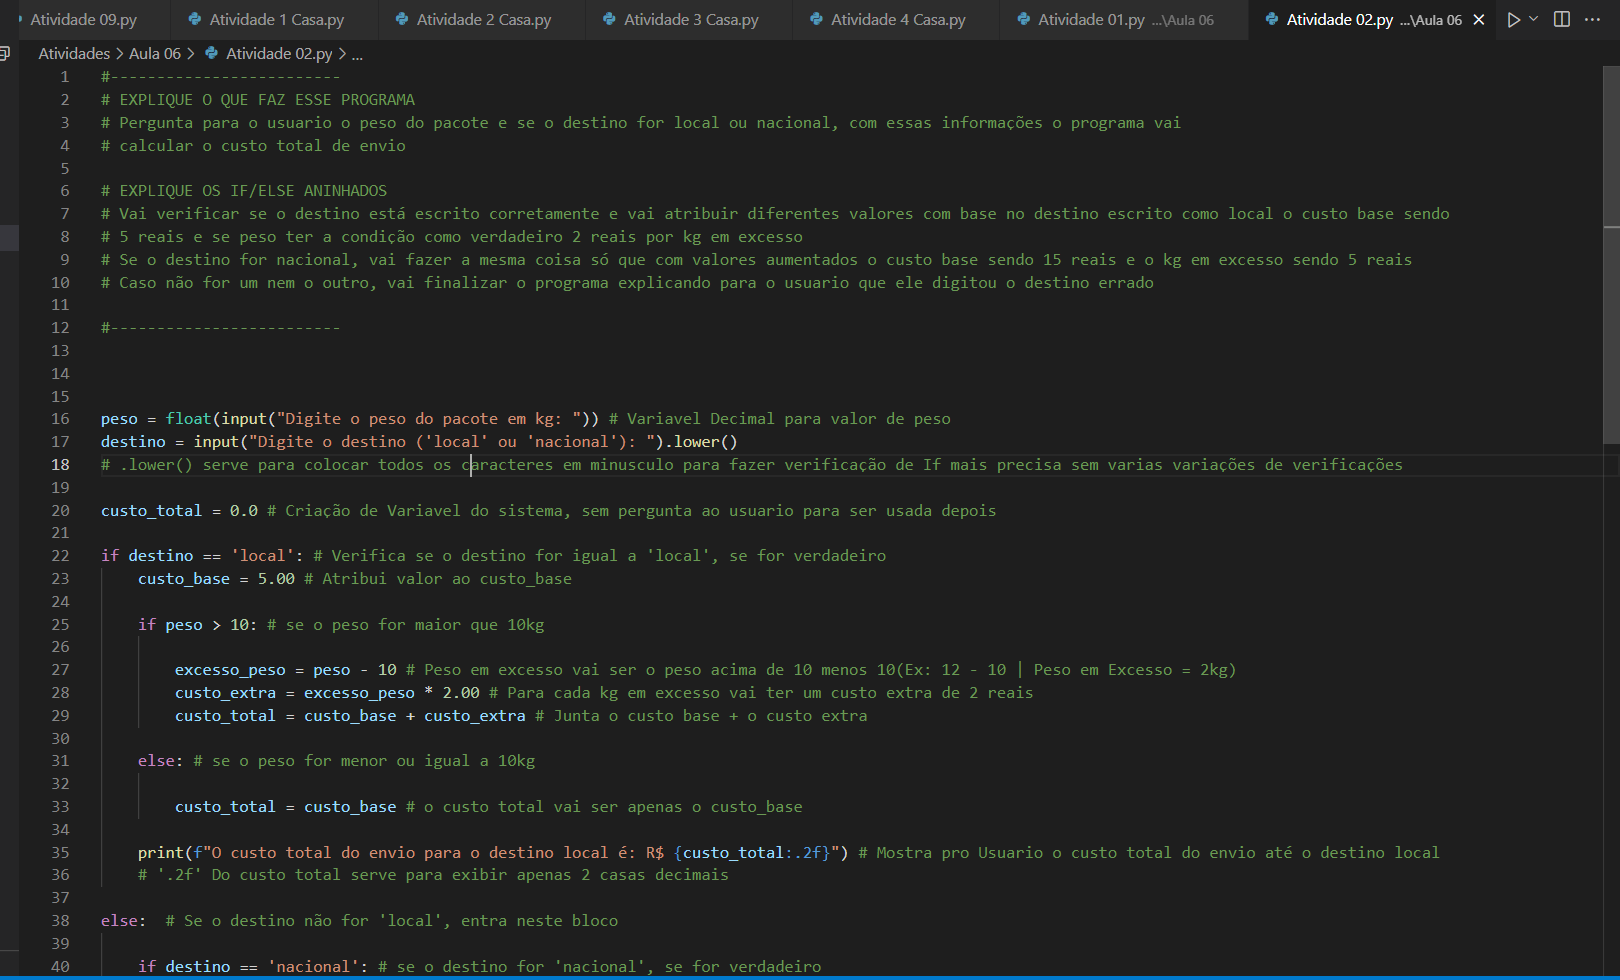 Atividade 09.py
Atividade 1 Casa.py
Atividade 2 Casa.py
Atividade 3 Casa.py
Atividade 4 Casa.py
Atividade 01.py ...\Aula 06
Atividade 02.py ...\Aula 06
Atividades > Aula 06 > Atividade 02.py > ...
1 #-------------------------
2 # EXPLIQUE O QUE FAZ ESSE PROGRAMA
3 # Pergunta para o usuario o peso do pacote e se o destino for local ou nacional, com essas informações o programa vai
4 # calcular o custo total de envio
5
6 # EXPLIQUE OS IF/ELSE ANINHADOS
7 # Vai verificar se o destino está escrito corretamente e vai atribuir diferentes valores com base no destino escrito como local o custo base sendo
8 # 5 reais e se peso ter a condição como verdadeiro 2 reais por kg em excesso
9 # Se o destino for nacional, vai fazer a mesma coisa só que com valores aumentados o custo base sendo 15 reais e o kg em excesso sendo 5 reais
10 # Caso não for um nem o outro, vai finalizar o programa explicando para o usuario que ele digitou o destino errado
11
12 #-------------------------
13
14
15
16 peso = float(input("Digite o peso do pacote em kg: ")) # Variavel Decimal para valor de peso
17 destino = input("Digite o destino ('local' ou 'nacional'): ").lower()
18 # .lower() serve para colocar todos os caracteres em minusculo para fazer verificação de If mais precisa sem varias variações de verificações
19
20 custo_total = 0.0 # Criação de Variavel do sistema, sem pergunta ao usuario para ser usada depois
21
22 if destino == 'local': # Verifica se o destino for igual a 'local', se for verdadeiro
23     custo_base = 5.00 # Atribui valor ao custo_base
24
25     if peso > 10: # se o peso for maior que 10kg
26
27         excesso_peso = peso - 10 # Peso em excesso vai ser o peso acima de 10 menos 10(Ex: 12 - 10 | Peso em Excesso = 2kg)
28         custo_extra = excesso_peso * 2.00 # Para cada kg em excesso vai ter um custo extra de 2 reais
29         custo_total = custo_base + custo_extra # Junta o custo base + o custo extra
30
31     else: # se o peso for menor ou igual a 10kg
32
33         custo_total = custo_base # o custo total vai ser apenas o custo_base
34
35     print(f"O custo total do envio para o destino local é: R$ {custo_total:.2f}") # Mostra pro Usuario o custo total do envio até o destino local
36     # '.2f' Do custo total serve para exibir apenas 2 casas decimais
37
38 else:  # Se o destino não for 'local', entra neste bloco
39
40     if destino == 'nacional': # se o destino for 'nacional', se for verdadeiro